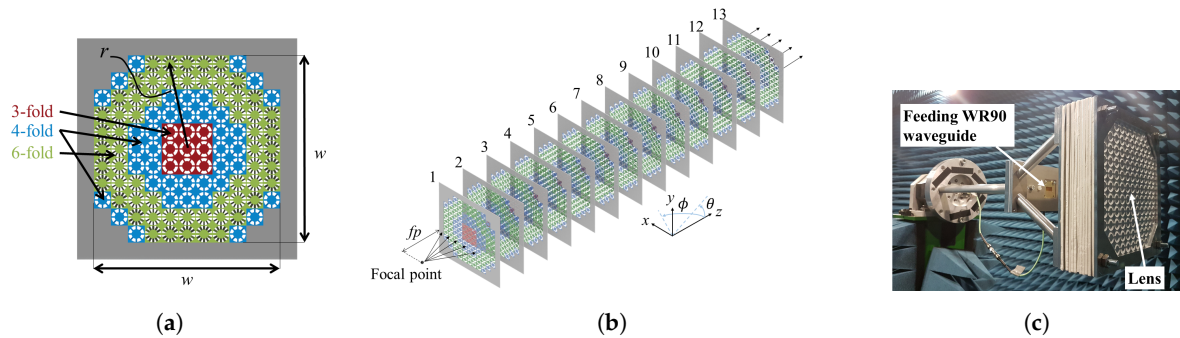 r
3-fold
4-fold
6-fold
w
w
(a)
1
2
3
4
5
6
7
8
9
10
11
12
13
fp
Focal point
x
y
ϕ
θ
z
(b)
Feeding WR90
waveguide
Lens
(c)